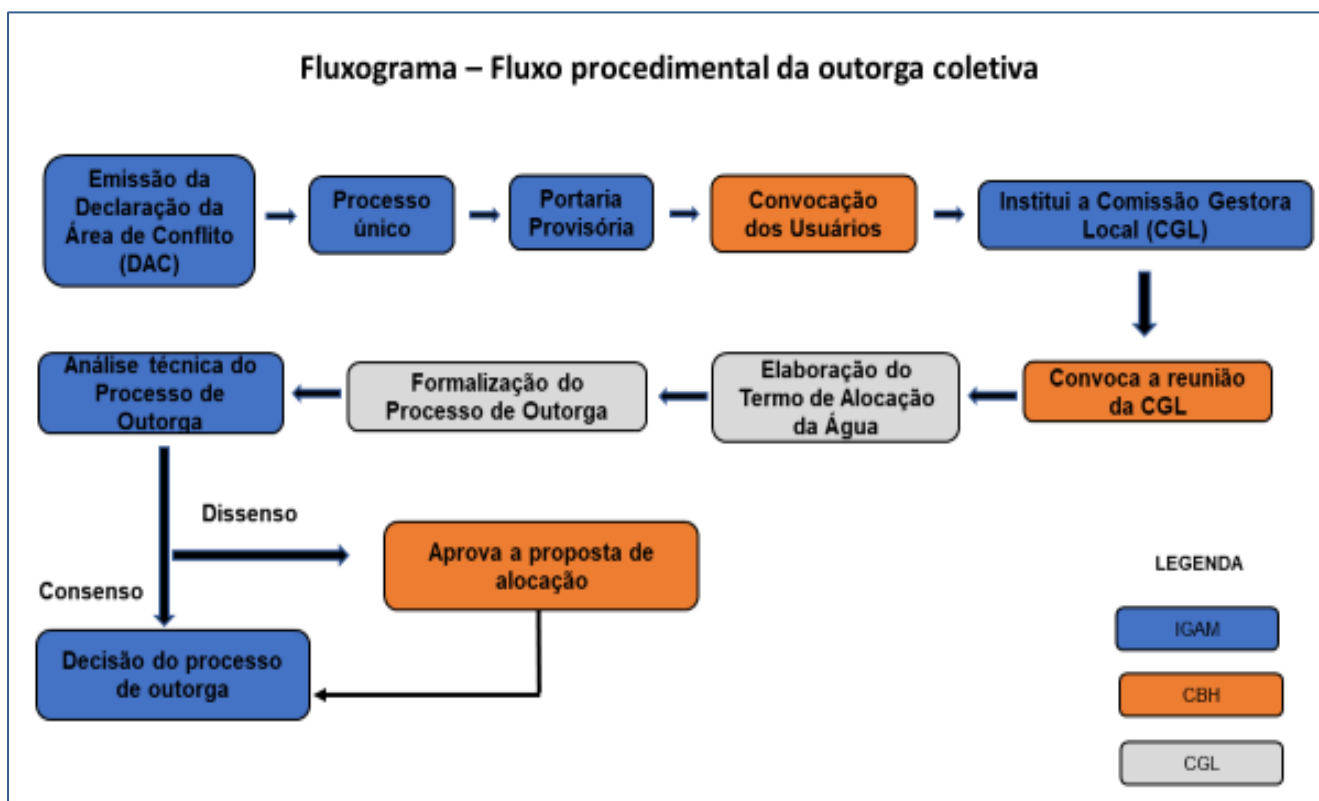 Fluxograma – Fluxo procedimental da outorga coletiva
Emissão da
Declaração da
Área de Conflito
(DAC)
Processo
único
Portaria
Provisória
Convocação
dos Usuários
Institui a Comissão Gestora
Local (CGL)
Análise técnica do
Processo de
Outorga
Formalização do
Processo de Outorga
Elaboração do
Termo de Alocação
da Água
Convoca a reunião
da CGL
Dissenso
Aprova a proposta de
alocação
Consenso
Decisão do processo
de outorga
LEGENDA
IGAM
CBH
CGL